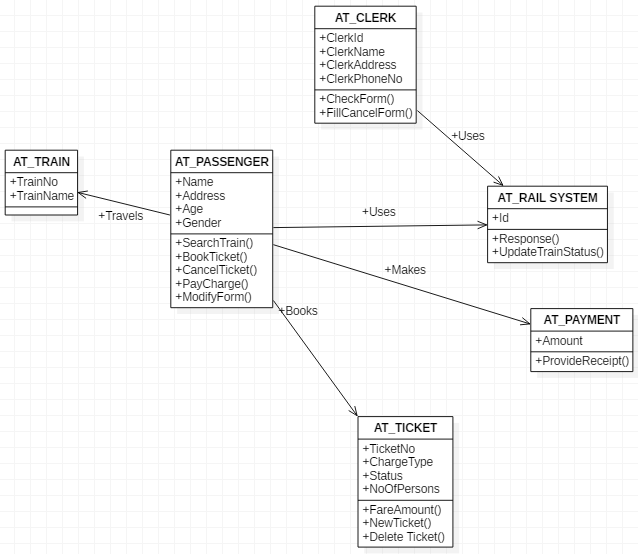 AT_CLERK
+ClerkId
+ClerkName
+ClerkAddress
+ClerkPhoneNo
+CheckForm()
+FillCancelForm()
+Uses
AT_TRAIN
+TrainNo
+TrainName
+Travels
AT_PASSENGER
+Name
+Address
+Age
+Gender
+SearchTrain()
+BookTicket()
+CancelTicket()
+PayCharge()
+ModifyForm()
+Uses
AT_RAIL SYSTEM
+Id
+Response()
+UpdateTrainStatus()
+Makes
+Books
AT_PAYMENT
+Amount
+ProvideReceipt()
AT_TICKET
+TicketNo
+ChargeType
+Status
+NoOfPersons
+FareAmount()
+NewTicket()
+Delete Ticket()